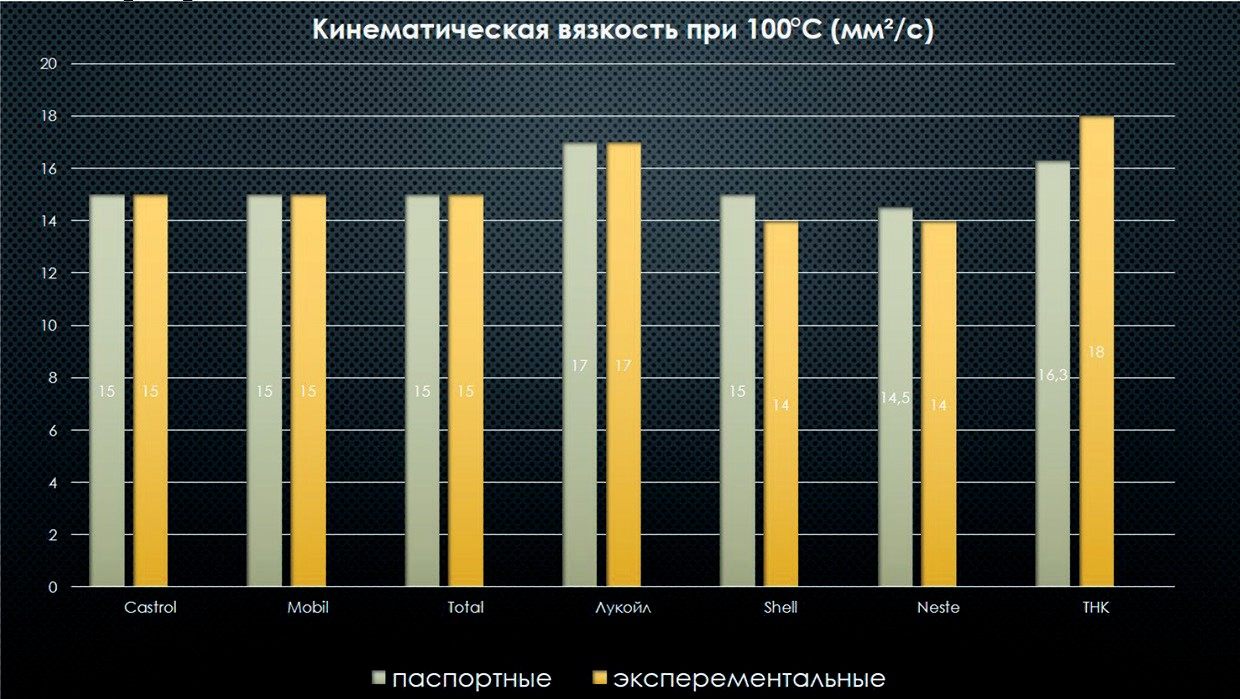 Кинематическая вязкость при 100°С (мм²/с)
20
18
16
14
12
10
8
6
4
2
0
15 15 15 15 15 15 17 17 15 14 14,5 14 16,3 18
Castrol Mobil Total Лукойл Shell Neste ТНК
паспортные эксперементальные